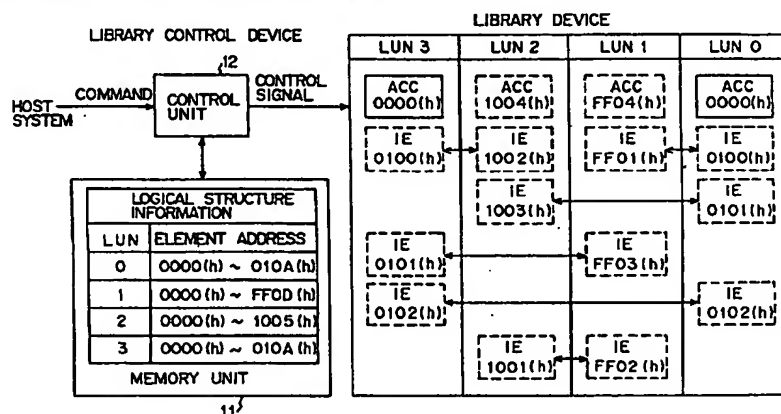 LIBRARY DEVICE
LIBRARY CONTROL DEVICE
LUN 3 LUN 2 LUN 1 LUN 0
12
HOST SYSTEM
COMMAND
CONTROL UNIT
CONTROL SIGNAL
ACC 0000(h) ACC 1004(h) ACC FF04(h) ACC 0000(h)
IE 0100(h) IE 1002(h) IE FF01(h) IE 0100(h)
IE 1003(h) IE 0101(h)
IE 0101(h) IE FF03(h)
IE 0102(h) IE 0102(h)
IE 1001(h) IE FF02(h)
LOGICAL STRUCTURE INFORMATION
LUN ELEMENT ADDRESS
0 0000(h) ~ 010A(h)
1 0000(h) ~ FF0D(h)
2 0000(h) ~ 1005(h)
3 0000(h) ~ 010A(h)
MEMORY UNIT
11